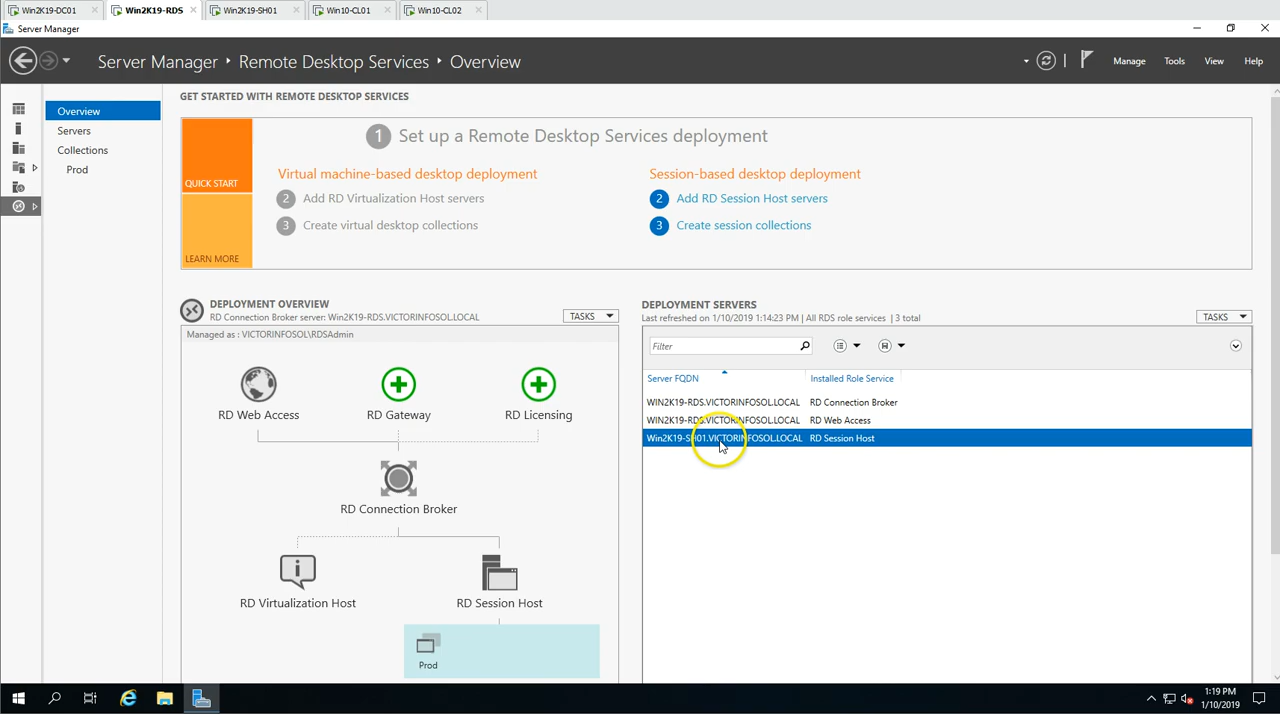 Win2K19-DC01 Win2K19-RDS Win2K19-SH01 Win10-CL01 Win10-CL02
Server Manager
Server Manager Remote Desktop Services Overview
Manage Tools View Help
Overview
Servers
Collections
Prod
GET STARTED WITH REMOTE DESKTOP SERVICES
QUICK START
LEARN MORE
1 Set up a Remote Desktop Services deployment
Virtual machine-based desktop deployment
2 Add RD Virtualization Host servers
3 Create virtual desktop collections
Session-based desktop deployment
2 Add RD Session Host servers
3 Create session collections
DEPLOYMENT OVERVIEW
RD Connection Broker server: Win2K19-RDS.VICTORINFOSOL.LOCAL
TASKS
Managed as : VICTORINFOSOL\RDSAdmin
RD Web Access
RD Gateway
RD Licensing
RD Connection Broker
RD Virtualization Host
RD Session Host
Prod
DEPLOYMENT SERVERS
Last refreshed on 1/10/2019 1:14:23 PM | All RDS role services | 3 total
TASKS
Filter
Server FQDN Installed Role Service
WIN2K19-RDS.VICTORINFOSOL.LOCAL RD Connection Broker
WIN2K19-RDS.VICTORINFOSOL.LOCAL RD Web Access
Win2K19-SH01.VICTORINFOSOL.LOCAL RD Session Host
1:19 PM
1/10/2019